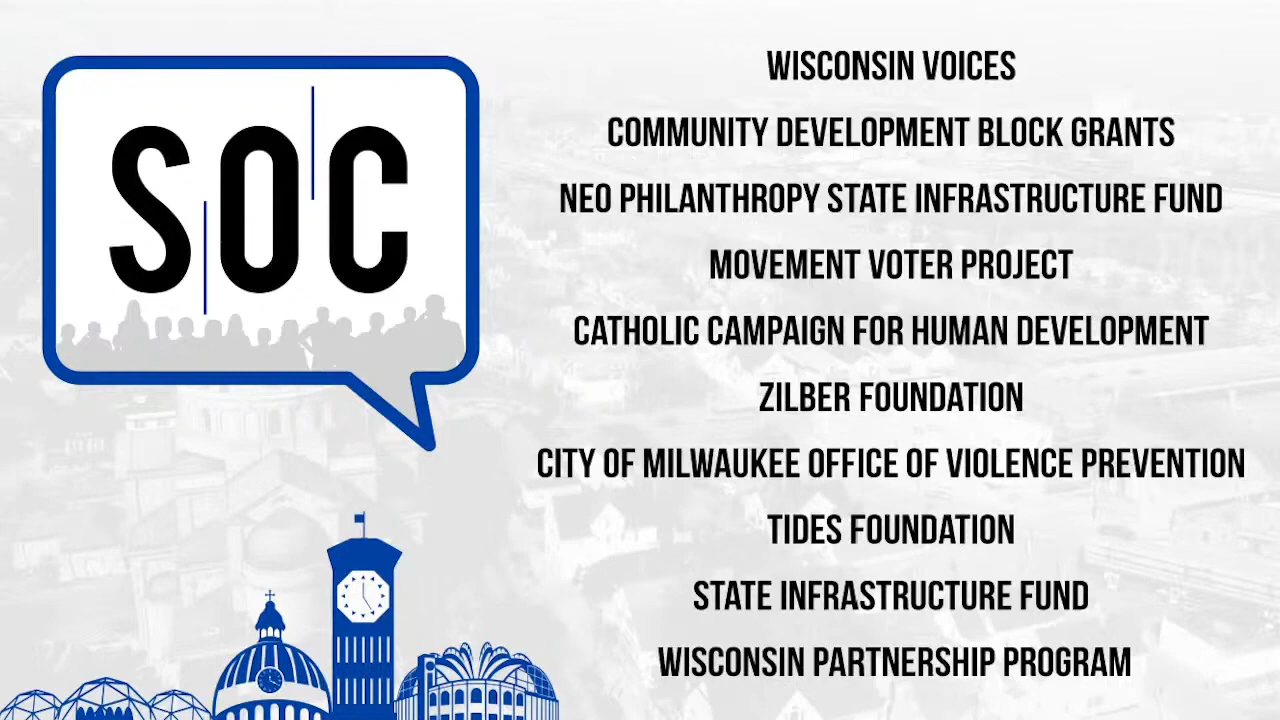 SOC
WISCONSIN VOICES
COMMUNITY DEVELOPMENT BLOCK GRANTS
NEO PHILANTHROPY STATE INFRASTRUCTURE FUND
MOVEMENT VOTER PROJECT
CATHOLIC CAMPAIGN FOR HUMAN DEVELOPMENT
ZILBER FOUNDATION
CITY OF MILWAUKEE OFFICE OF VIOLENCE PREVENTION
TIDES FOUNDATION
STATE INFRASTRUCTURE FUND
WISCONSIN PARTNERSHIP PROGRAM